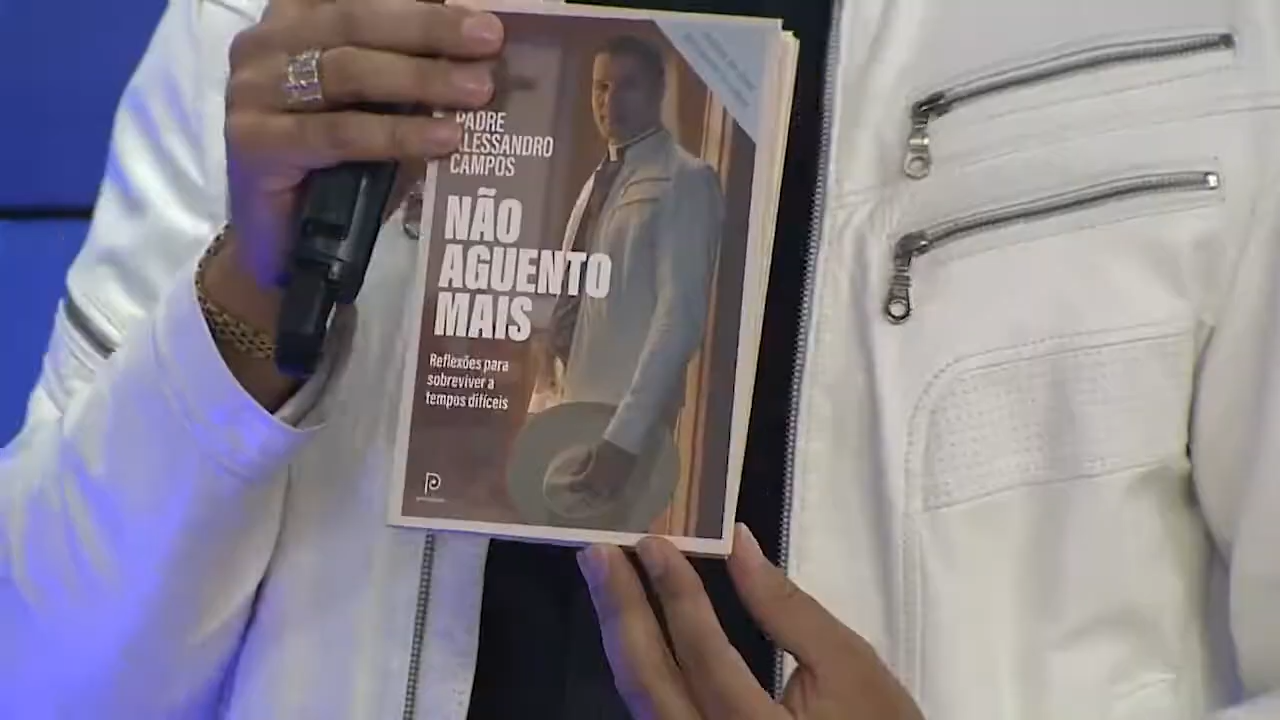 PADRE
ALESSANDRO
CAMPOS
NÃO
AGUENTO
MAIS
Reflexões para
sobreviver a
tempos difíceis